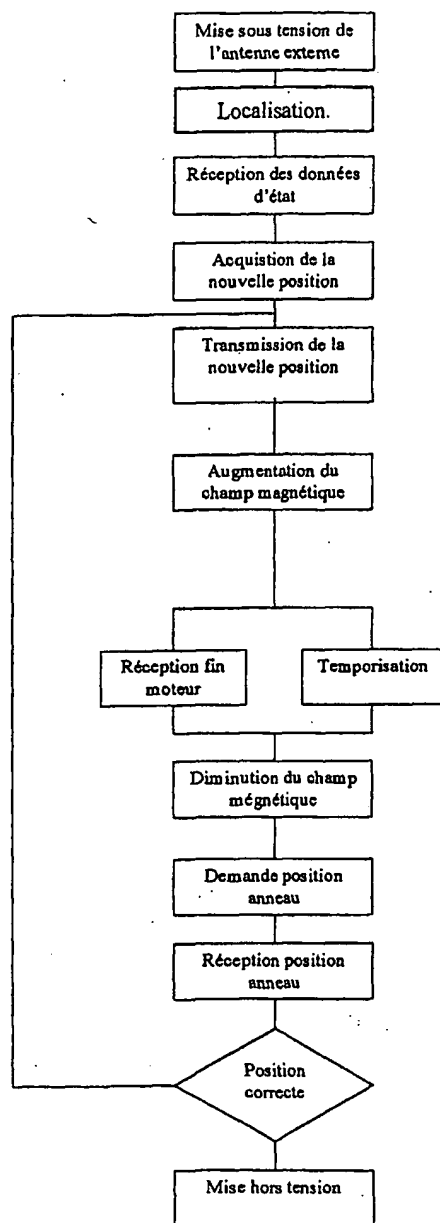 Mise sous tension de
l'antenne externe
Localisation.
Réception des données
d'état
Acquistion de la
nouvelle position
Transmission de la
nouvelle position
Augmentation du
champ magnétique
Réception fin
moteur
Temporisation
Diminution du champ
mégnétique
Demande position
anneau
Réception position
anneau
Position
correcte
Mise hors tension